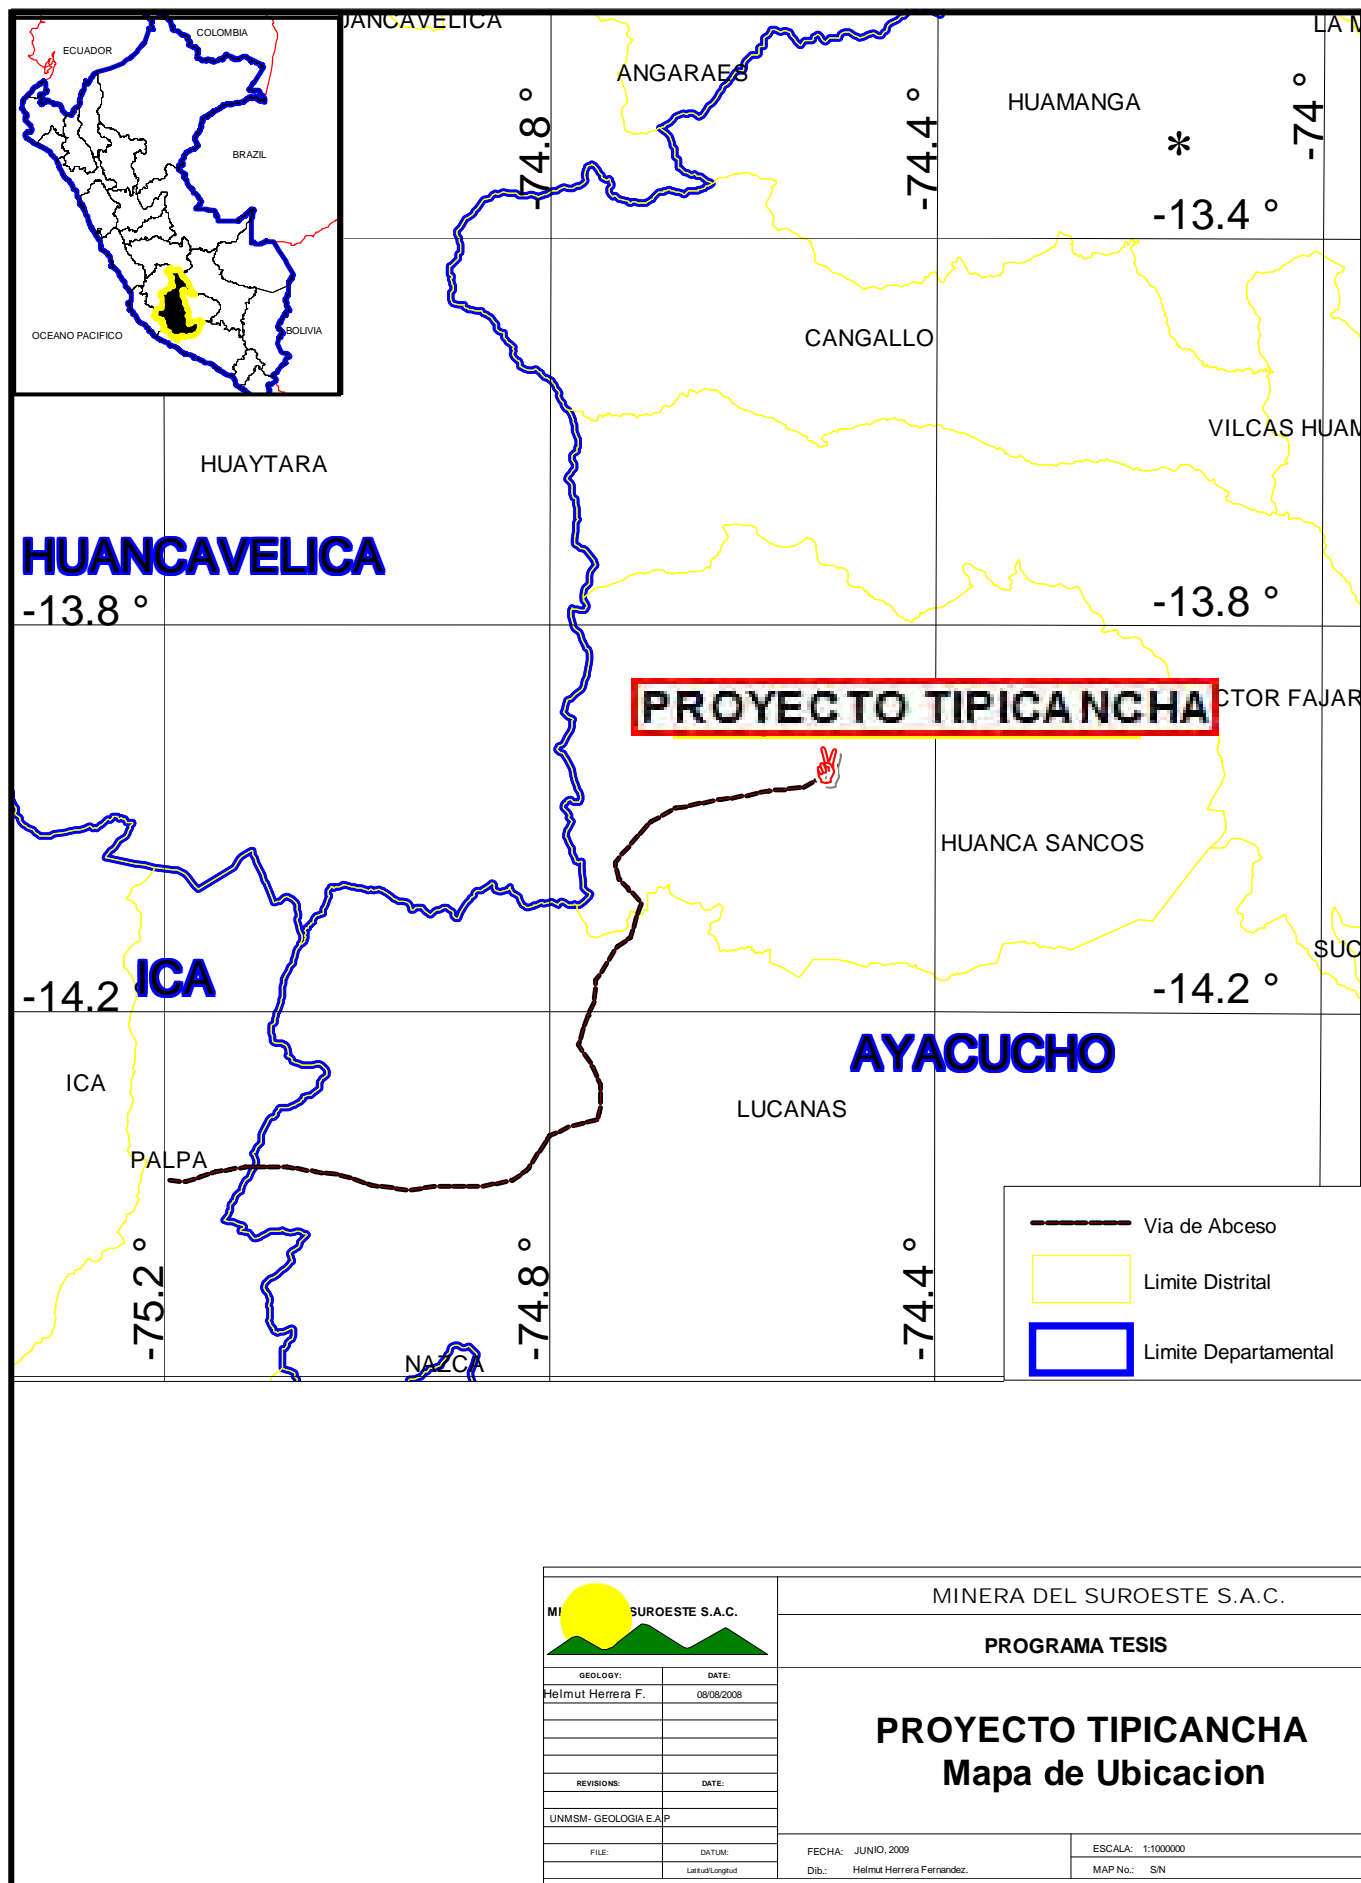 COLOMBIA
ECUADOR
BRAZIL
OCEANO PACIFICO
BOLIVIA
JANCAVELICA
LA M
ANGARAES
HUAMANGA
-74.8 °
-74.4 °
-74 °
*
-13.4 °
CANGALLO
VILCAS HUAM
HUAYTARA
HUANCAVELICA
-13.8 °
-13.8 °
PROYECTO TIPICANCHA
CTOR FAJAR
HUANCA SANCOS
SUC
ICA
-14.2 °
-14.2 °
AYACUCHO
ICA
LUCANAS
PALPA
-75.2 °
-74.8 °
-74.4 °
NAZCA
Via de Abceso
Limite Distrital
Limite Departamental
SUROESTE S.A.C.
MINERA DEL SUROESTE S.A.C.
PROGRAMA TESIS
GEOLOGY: DATE:
Helmut Herrera F. 08/08/2008
PROYECTO TIPICANCHA
Mapa de Ubicacion
REVISIONS: DATE:
UNMSM- GEOLOGIA E.A.P
FILE: DATUM:
Latitud/Longitud
FECHA: JUNIO, 2009
ESCALA: 1:1000000
Dib.: Helmut Herrera Fernandez.
MAP No.: S/N